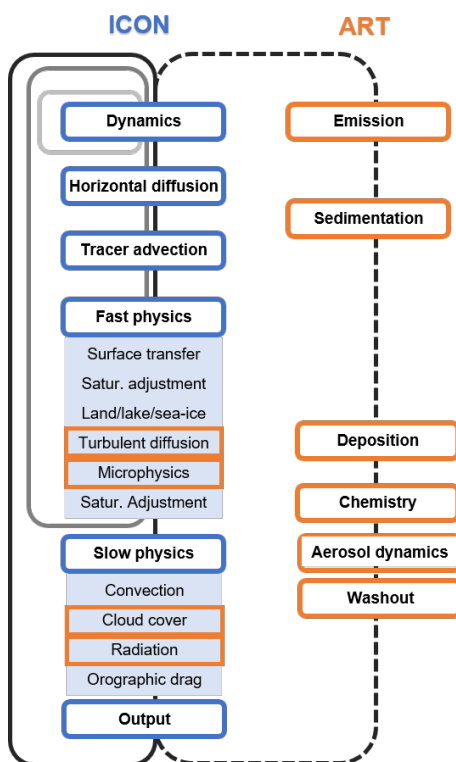 ICON
ART
Dynamics
Emission
Horizontal diffusion
Sedimentation
Tracer advection
Fast physics
Surface transfer
Satur. adjustment
Land/lake/sea-ice
Turbulent diffusion
Deposition
Microphysics
Satur. Adjustment
Chemistry
Slow physics
Aerosol dynamics
Convection
Washout
Cloud cover
Radiation
Orographic drag
Output